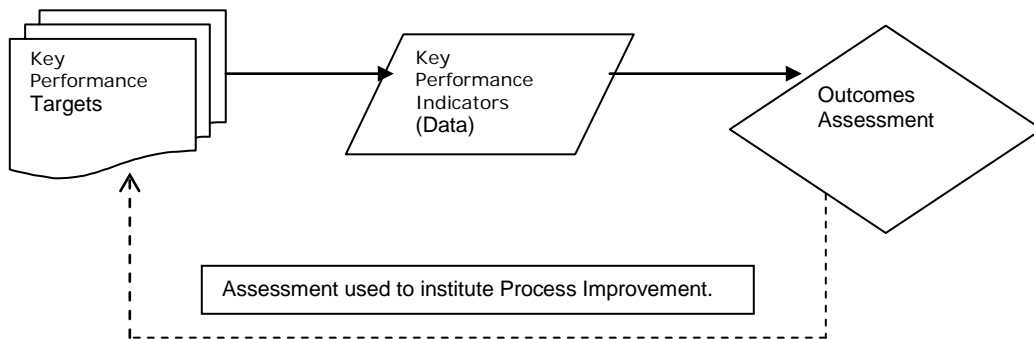 Key
Performance
Targets
Key
Performance
Indicators
(Data)
Outcomes
Assessment
Assessment used to institute Process Improvement.